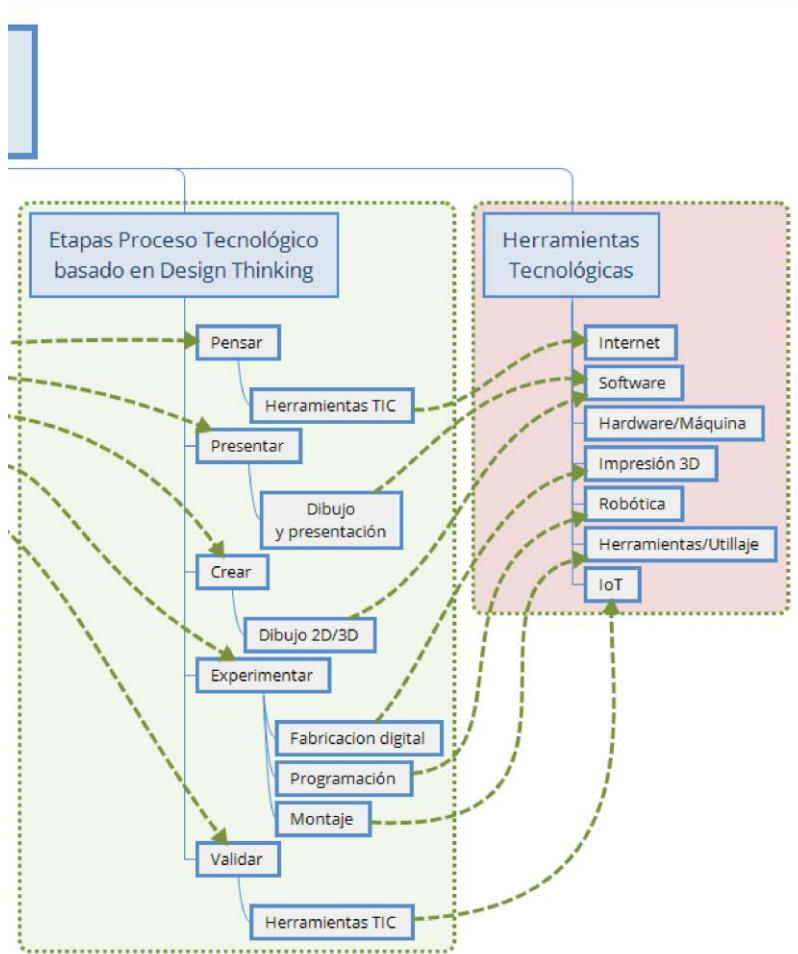 Etapas Proceso Tecnológico
basado en Design Thinking
Pensar
Herramientas TIC
Presentar
Dibujo
y presentación
Crear
Dibujo 2D/3D
Experimentar
Fabricacion digital
Programación
Montaje
Validar
Herramientas TIC
Herramientas
Tecnológicas
Internet
Software
Hardware/Máquina
Impresión 3D
Robótica
Herramientas/Utillaje
IoT